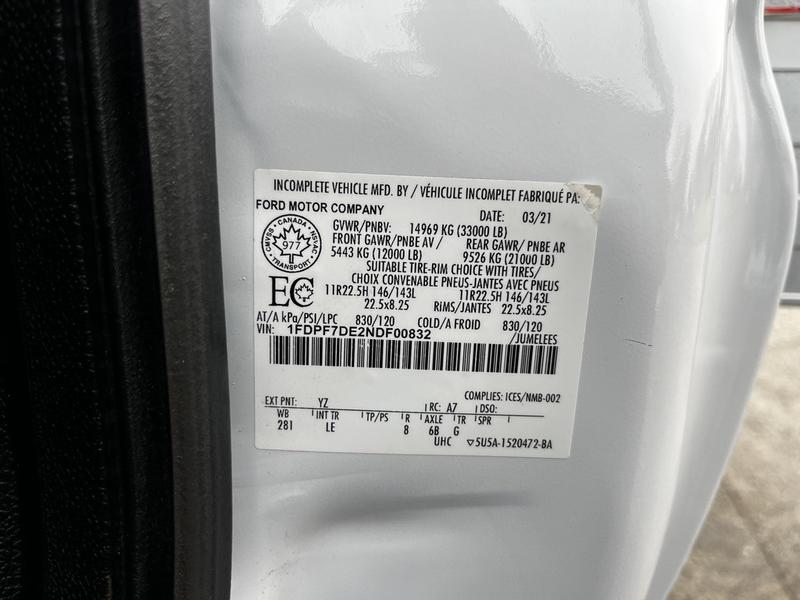 INCOMPLETE VEHICLE MFD. BY / VÉHICULE INCOMPLET FABRIQUÉ PA
FORD MOTOR COMPANY
DATE: 03/21
CANADA
CMVSS
977
NSVAC
TRANSPORT
GVWR/PNBV: 14969 KG (33000 LB)
FRONT GAWR/PNBE AV / REAR GAWR/ PNBE AR
5443 KG (12000 LB) 9526 KG (21000 LB)
SUITABLE TIRE-RIM CHOICE WITH TIRES/
CHOIX CONVENABLE PNEUS-JANTES AVEC PNEUS
EC
11R22.5H 146/143L 11R22.5H 146/143L
22.5x8.25 RIMS/JANTES 22.5x8.25
AT/A kPa/PSI/LPC 830/120 COLD/A FROID 830/120
/JUMELEES
VIN: 1FDPF7DE2NDF00832
COMPLIES: ICES/NMB-002
EXT PNT: YZ RC: A7 DSO:
WB INT TR TP/PS R AXLE TR SPR
281 LE 8 6B G
UHC ▽5U5A-1520472-BA